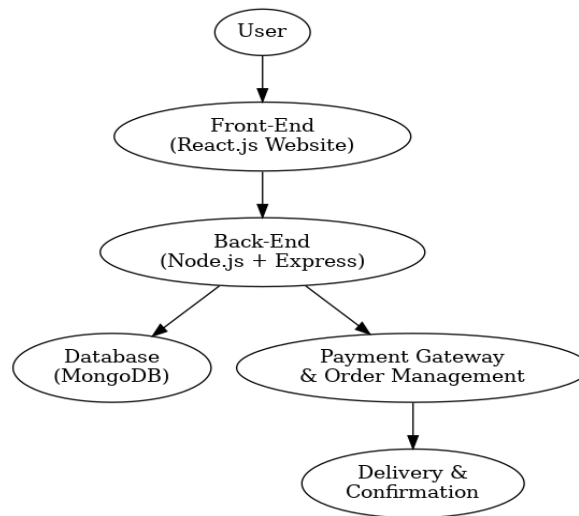 User
Front-End
(React.js Website)
Back-End
(Node.js + Express)
Database
(MongoDB)
Payment Gateway
& Order Management
Delivery &
Confirmation